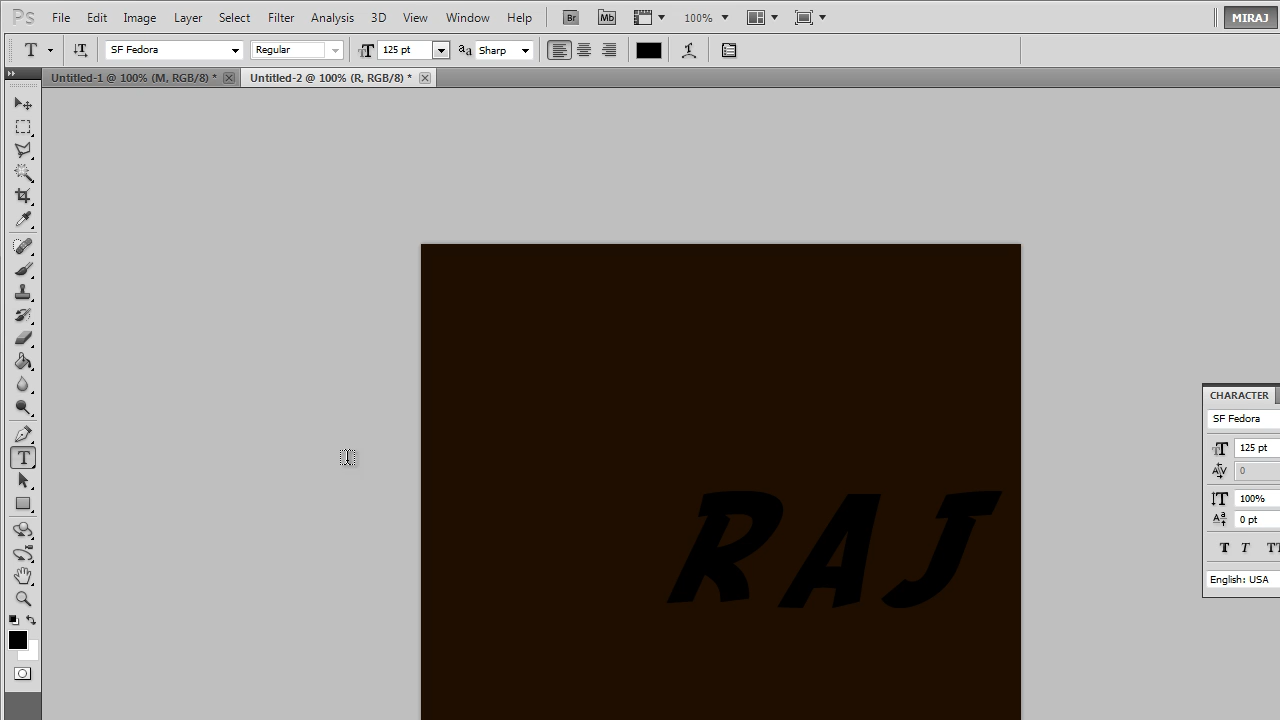 Ps File Edit Image Layer Select Filter Analysis 3D View Window Help Br Mb 100% MIRAJ
T SF Fedora Regular 125 pt aa Sharp
Untitled-1 @ 100% (M, RGB/8) * Untitled-2 @ 100% (R, RGB/8) *
CHARACTER
SF Fedora
125 pt
0
100%
0 pt
T T TT
English: USA
RAJ